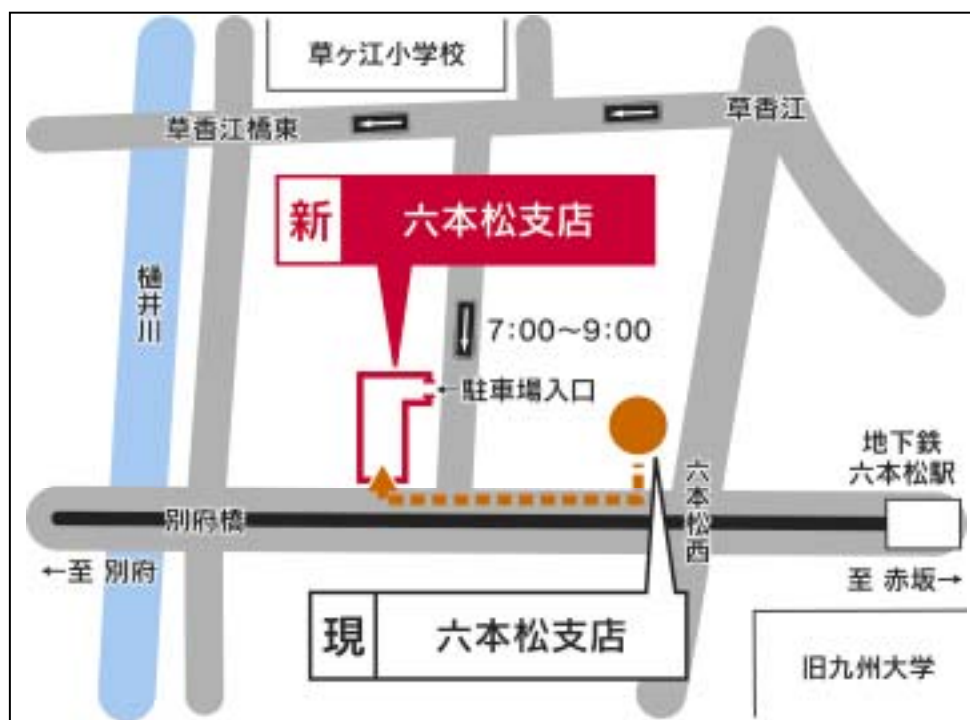 草ヶ江小学校
草香江橋東
草香江
新 六本松支店
樋井川
7:00～9:00
←駐車場入口
地下鉄
六本松駅
六本松西
別府橋
←至 別府
至 赤坂→
現 六本松支店
旧九州大学